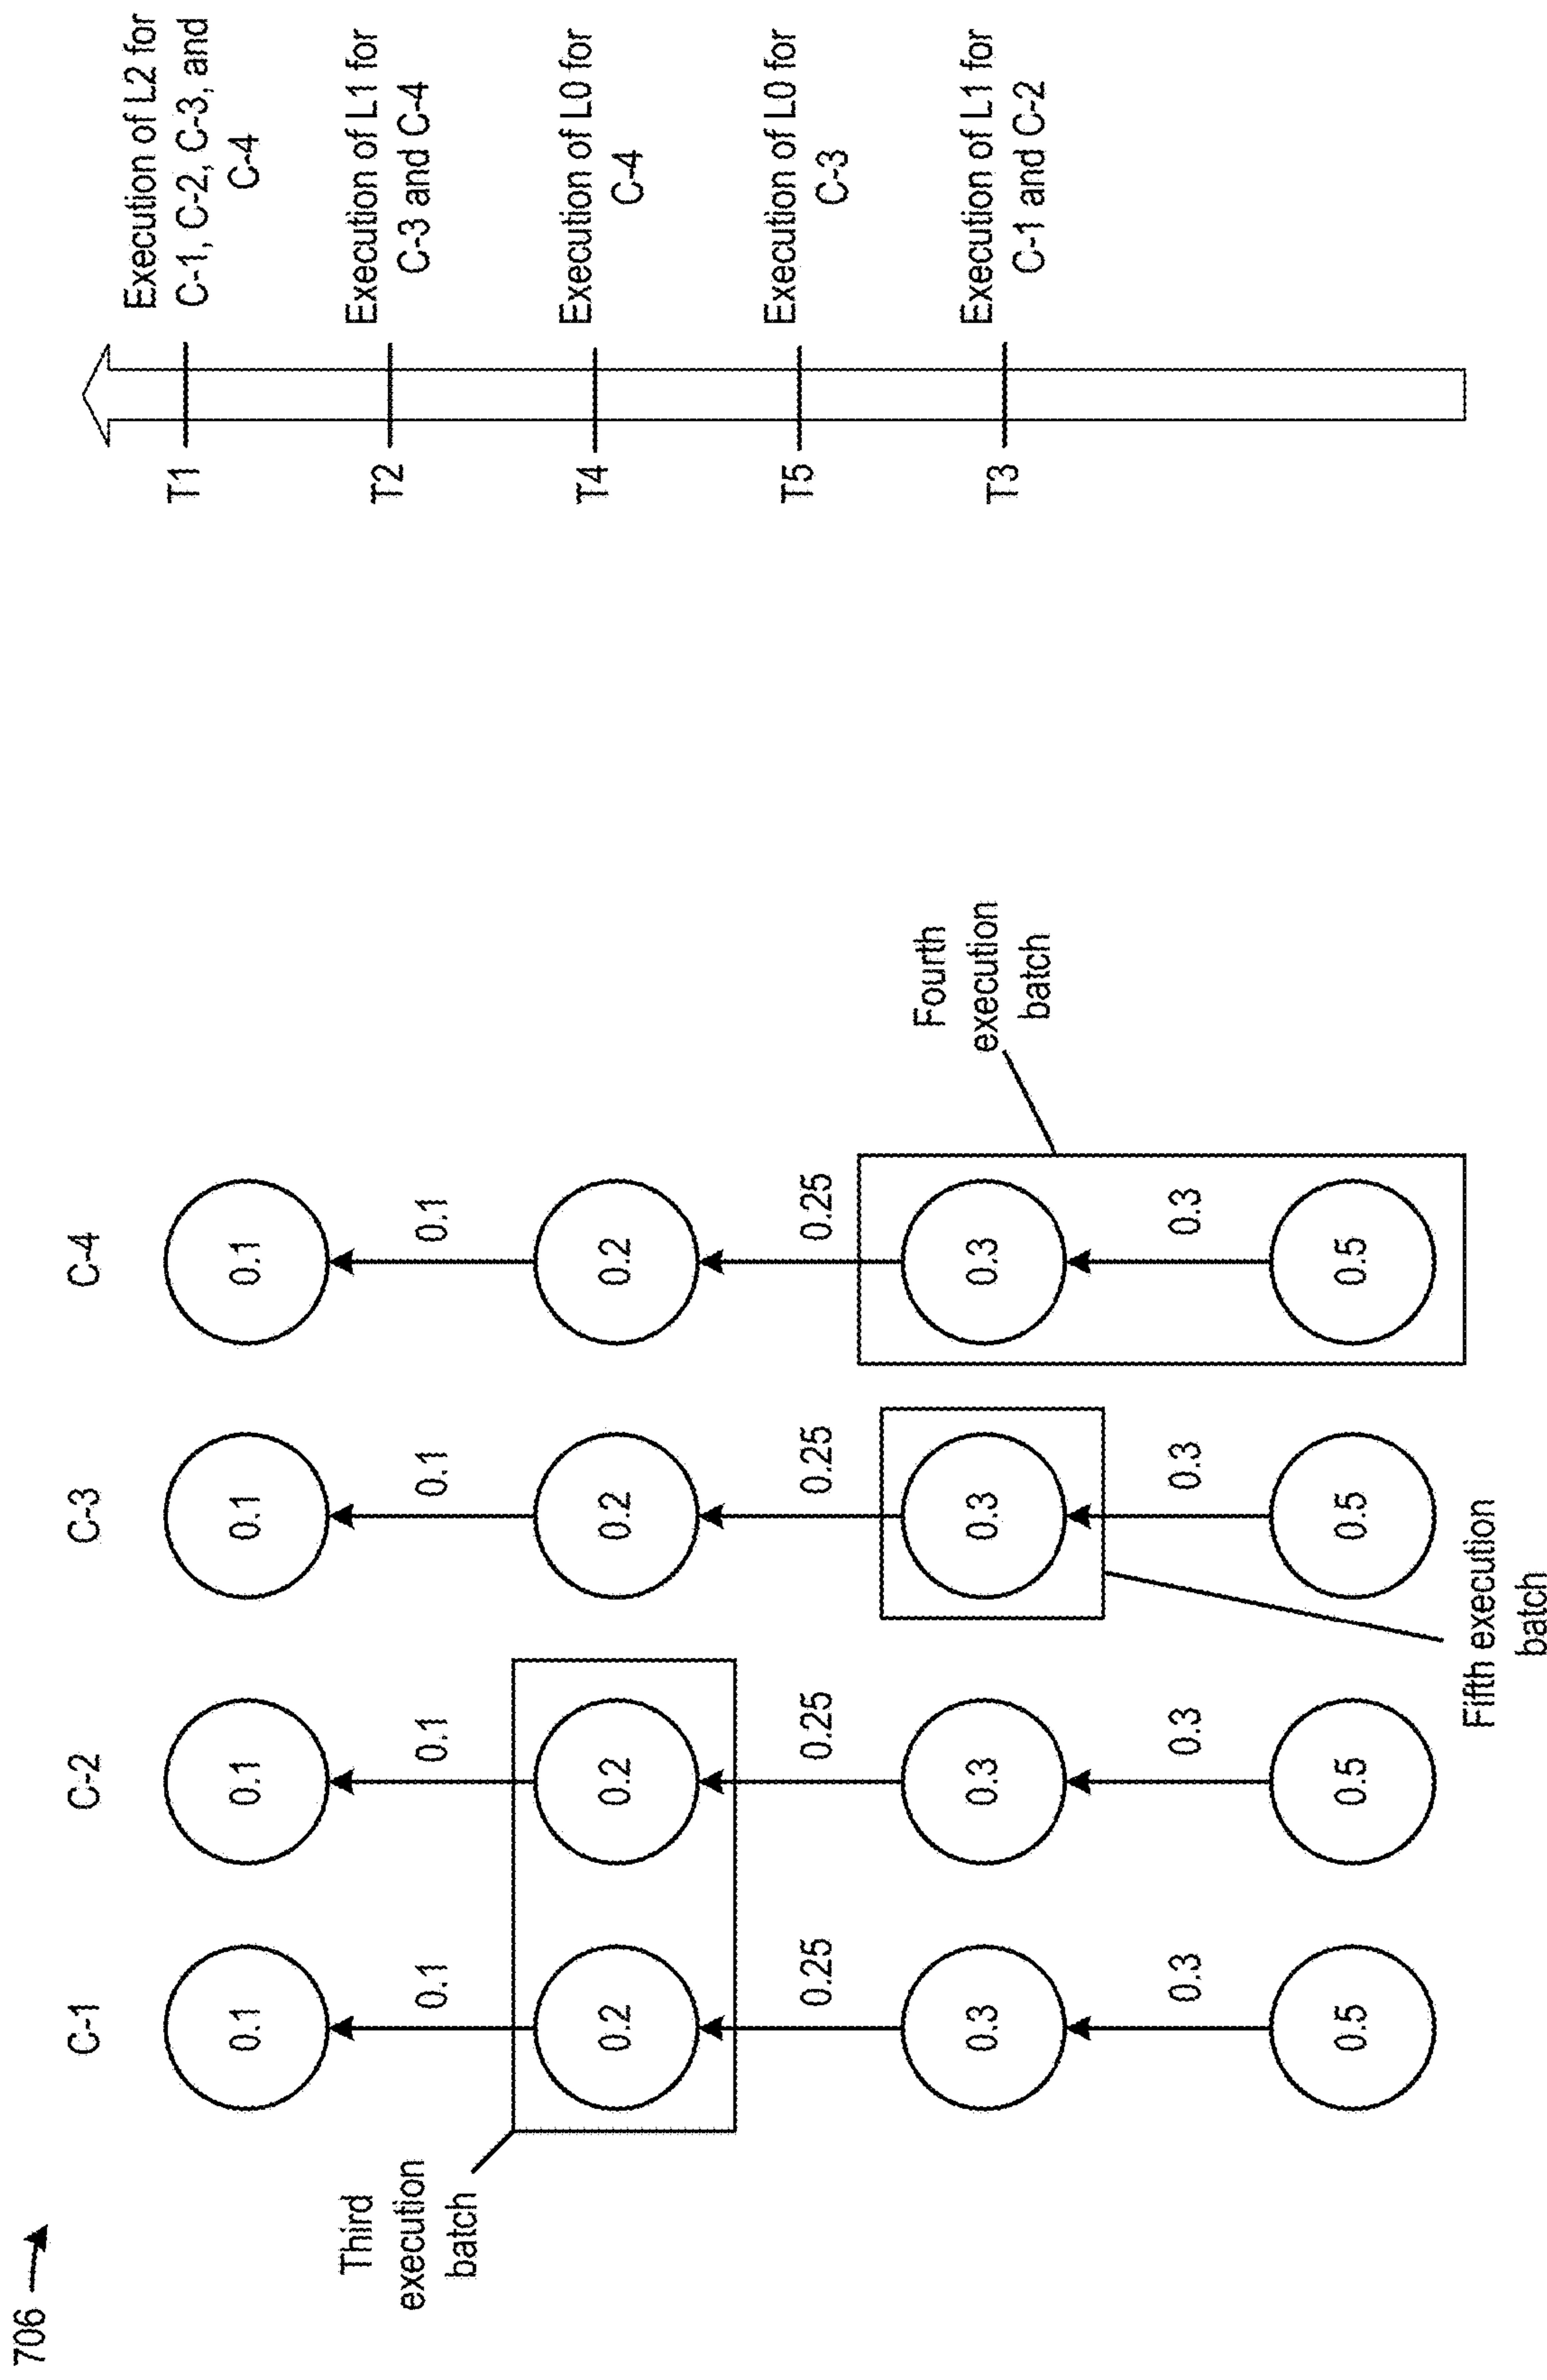 706
C-1
C-2
C-3
C-4
0.1
0.1
0.1
0.1
0.1
0.1
0.1
0.1
Third
execution
batch
0.2
0.2
0.2
0.2
0.25
0.25
0.25
0.25
0.3
0.3
0.3
0.3
Fourth
execution
batch
0.3
0.3
0.3
0.3
0.5
0.5
0.5
0.5
Fifth execution
batch
T1
Execution of L2 for
C-1, C-2, C-3, and
C-4
T2
Execution of L1 for
C-3 and C-4
T4
Execution of L0 for
C-4
T5
Execution of L0 for
C-3
T3
Execution of L1 for
C-1 and C-2